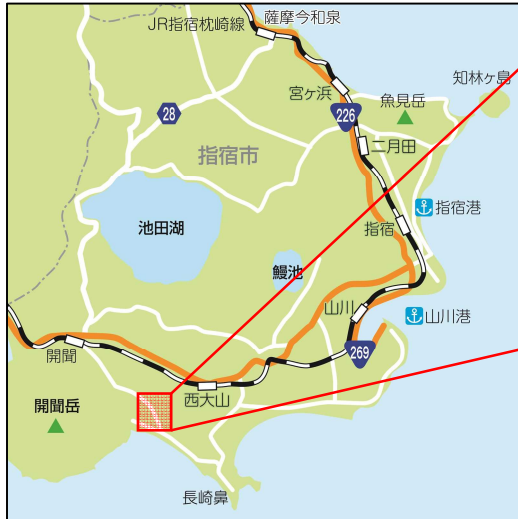 薩摩今和泉
JR指宿枕崎線
宮ヶ浜
知林ヶ島
魚見岳
28
226
二月田
指宿市
指宿港
指宿
池田湖
鰻池
山川
山川港
269
開聞
西大山
開聞岳
長崎鼻